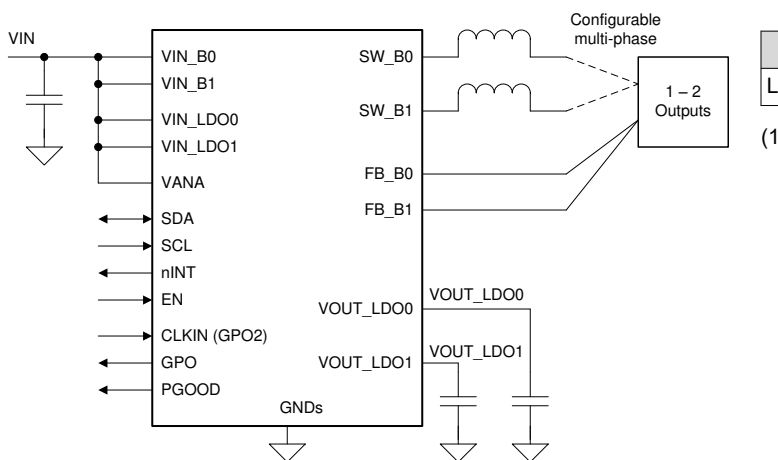 VIN
VIN_B0
VIN_B1
VIN_LDO0
VIN_LDO1
VANA
SDA
SCL
nINT
EN
CLKIN (GPO2)
GPO
PGOOD
GNDs
SW_B0
SW_B1
FB_B0
FB_B1
VOUT_LDO0
VOUT_LDO1
VOUT_LDO0
VOUT_LDO1
Configurable
multi-phase
1 – 2
Outputs
L
(1